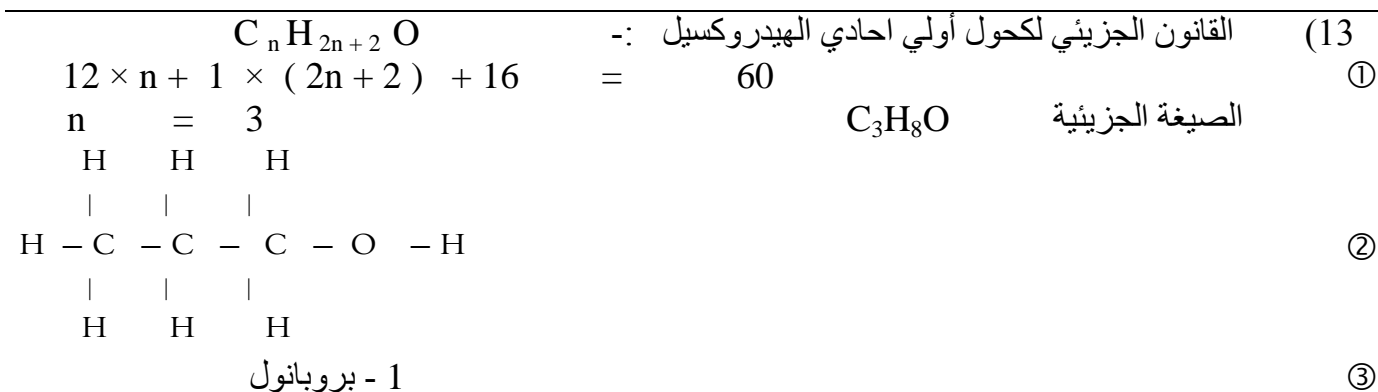 13) القانون الجزيئي لكحول أولي احادي الهيدروكسيل :- C n H 2n + 2 O
① 12 × n + 1 × ( 2n + 2 ) + 16 = 60
الصيغة الجزيئية C₃H₈O n = 3
H H H
| | |
② H – C – C – C – O – H
| | |
H H H
③ 1 - بروبانول